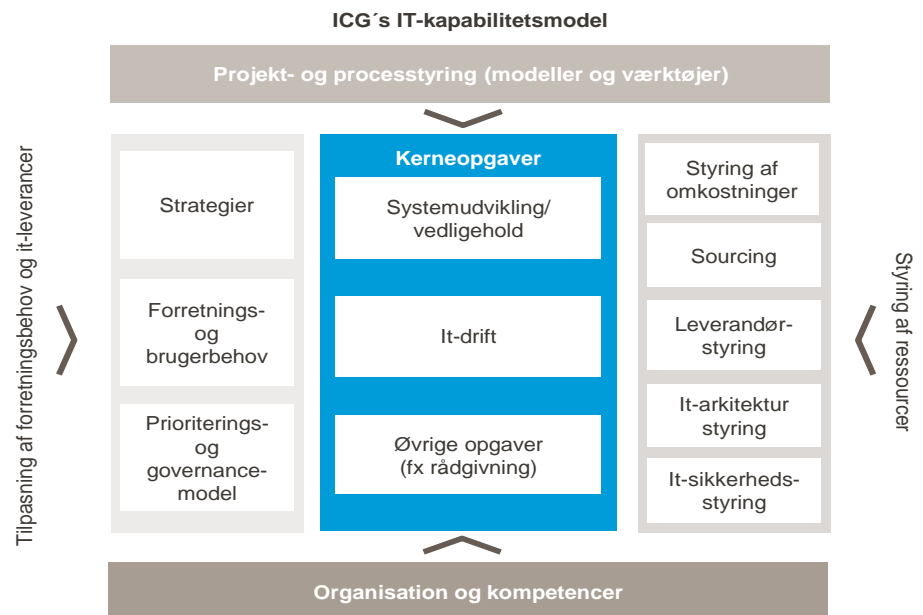 ICG´s IT-kapabilitetsmodel
Projekt- og processtyring (modeller og værktøjer)
Tilpasning af forretningsbehov og it-leverancer
Strategier
Forretnings-
og
brugerbehov
Prioriterings-
og
governance-
model
Kerneopgaver
Systemudvikling/
vedligehold
It-drift
Øvrige opgaver
(fx rådgivning)
Styring af
omkostninger
Sourcing
Leverandør-
styring
It-arkitektur
styring
It-sikkerheds-
styring
Styring af ressourcer
Organisation og kompetencer